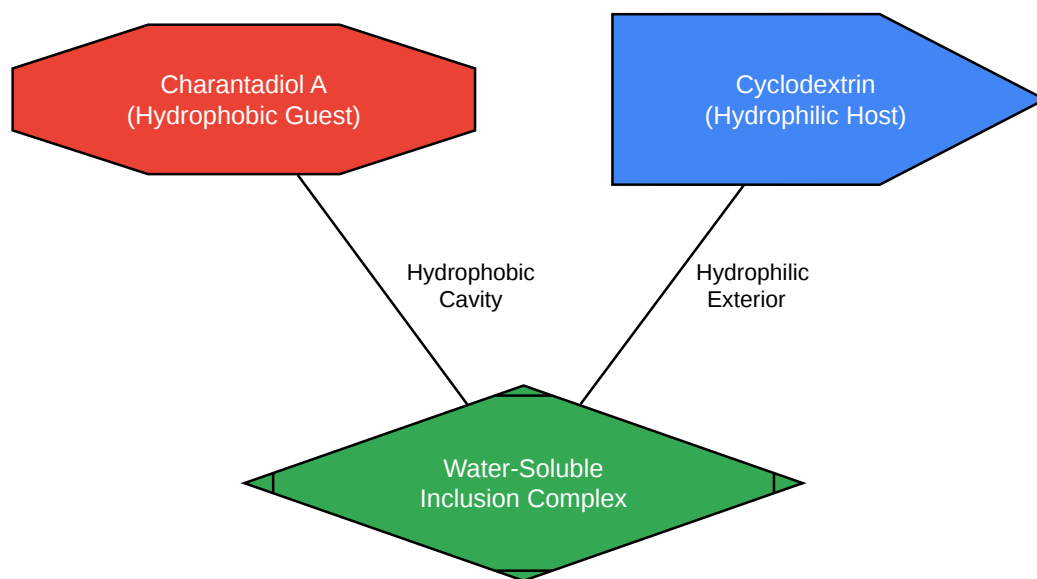 Charantadiol A
(Hydrophobic Guest)
Cyclodextrin
(Hydrophilic Host)
Hydrophobic
Cavity
Hydrophilic
Exterior
Water-Soluble
Inclusion Complex